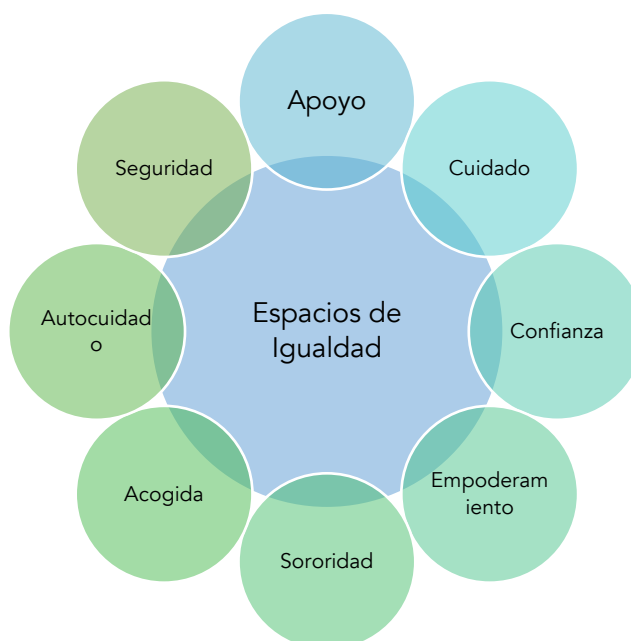 Apoyo
Cuidado
Confianza
Empoderam
iento
Sororidad
Acogida
Autocuidad
o
Seguridad
Espacios de
Igualdad